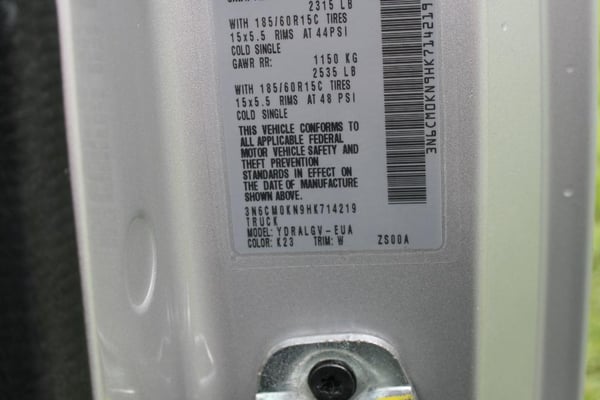 2315 LB
WITH 185/60R15C TIRES
15x5.5 RIMS AT 44PSI
COLD SINGLE
GAWR RR: 1150 KG
2535 LB
WITH 185/60R15C TIRES
15x5.5 RIMS AT 48 PSI
COLD SINGLE
THIS VEHICLE CONFORMS TO
ALL APPLICABLE FEDERAL
MOTOR VEHICLE SAFETY AND
THEFT PREVENTION
STANDARDS IN EFFECT ON
THE DATE OF MANUFACTURE
SHOWN ABOVE.
3N6CM0KN9HK714219
TRUCK
MODEL: YDRALGV-EUA
COLOR: K23 TRIM: W ZS00A
3N6CM0KN9HK714219